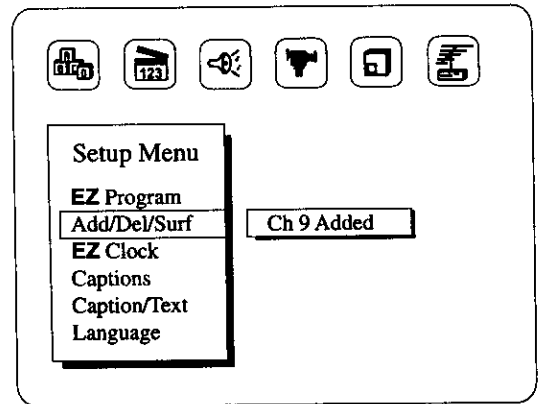 123
Setup Menu
EZ Program
Add/Del/Surf
Ch 9 Added
EZ Clock
Captions
Caption/Text
Language